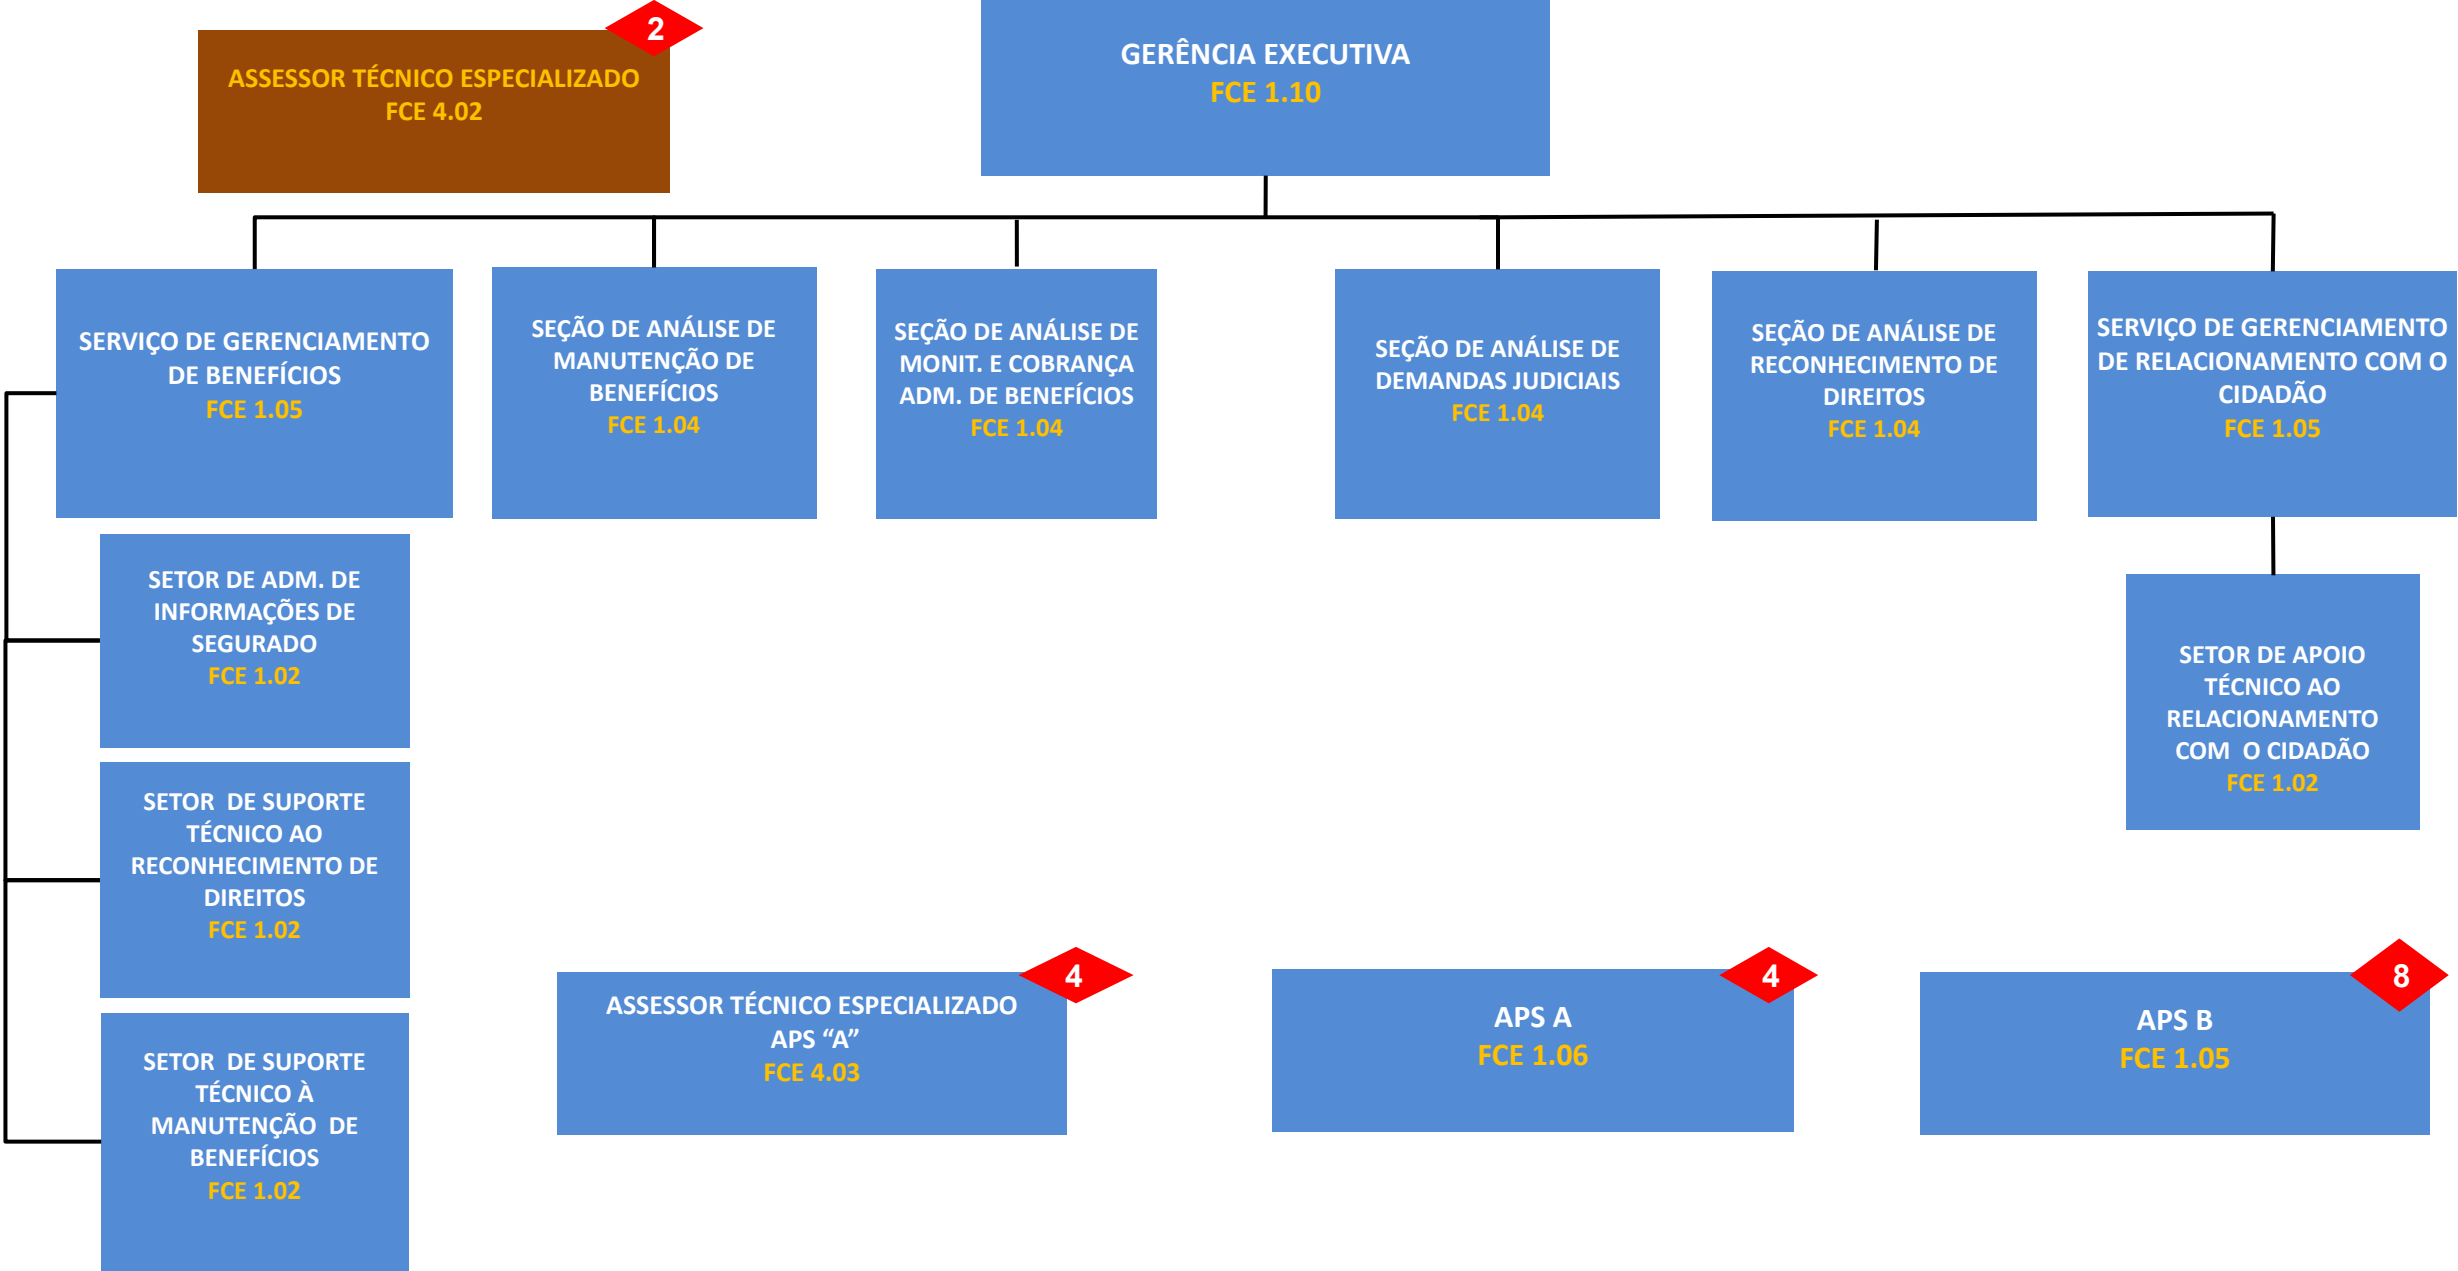 2
ASSESSOR TÉCNICO ESPECIALIZADO
FCE 4.02
GERÊNCIA EXECUTIVA
FCE 1.10
SERVIÇO DE GERENCIAMENTO
DE BENEFÍCIOS
FCE 1.05
SEÇÃO DE ANÁLISE DE
MANUTENÇÃO DE
BENEFÍCIOS
FCE 1.04
SEÇÃO DE ANÁLISE DE
MONIT. E COBRANÇA
ADM. DE BENEFÍCIOS
FCE 1.04
SEÇÃO DE ANÁLISE DE
DEMANDAS JUDICIAIS
FCE 1.04
SEÇÃO DE ANÁLISE DE
RECONHECIMENTO DE
DIREITOS
FCE 1.04
SERVIÇO DE GERENCIAMENTO
DE RELACIONAMENTO COM O
CIDADÃO
FCE 1.05
SETOR DE ADM. DE
INFORMAÇÕES DE
SEGURADO
FCE 1.02
SETOR DE APOIO
TÉCNICO AO
RELACIONAMENTO
COM O CIDADÃO
FCE 1.02
SETOR DE SUPORTE
TÉCNICO AO
RECONHECIMENTO DE
DIREITOS
FCE 1.02
SETOR DE SUPORTE
TÉCNICO À
MANUTENÇÃO DE
BENEFÍCIOS
FCE 1.02
4
ASSESSOR TÉCNICO ESPECIALIZADO
APS “A”
FCE 4.03
4
APS A
FCE 1.06
8
APS B
FCE 1.05